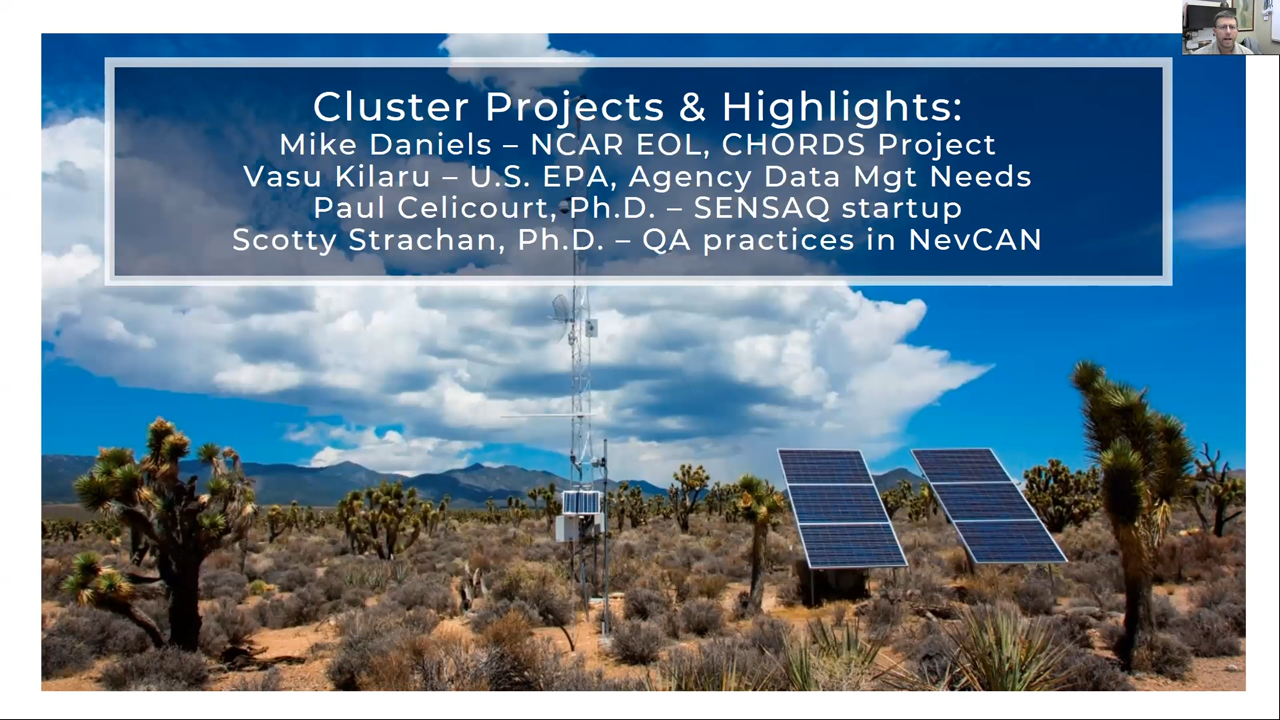 Cluster Projects & Highlights:
Mike Daniels – NCAR EOL, CHORDS Project
Vasu Kilaru – U.S. EPA, Agency Data Mgt Needs
Paul Celicourt, Ph.D. – SENSAQ startup
Scotty Strachan, Ph.D. – QA practices in NevCAN